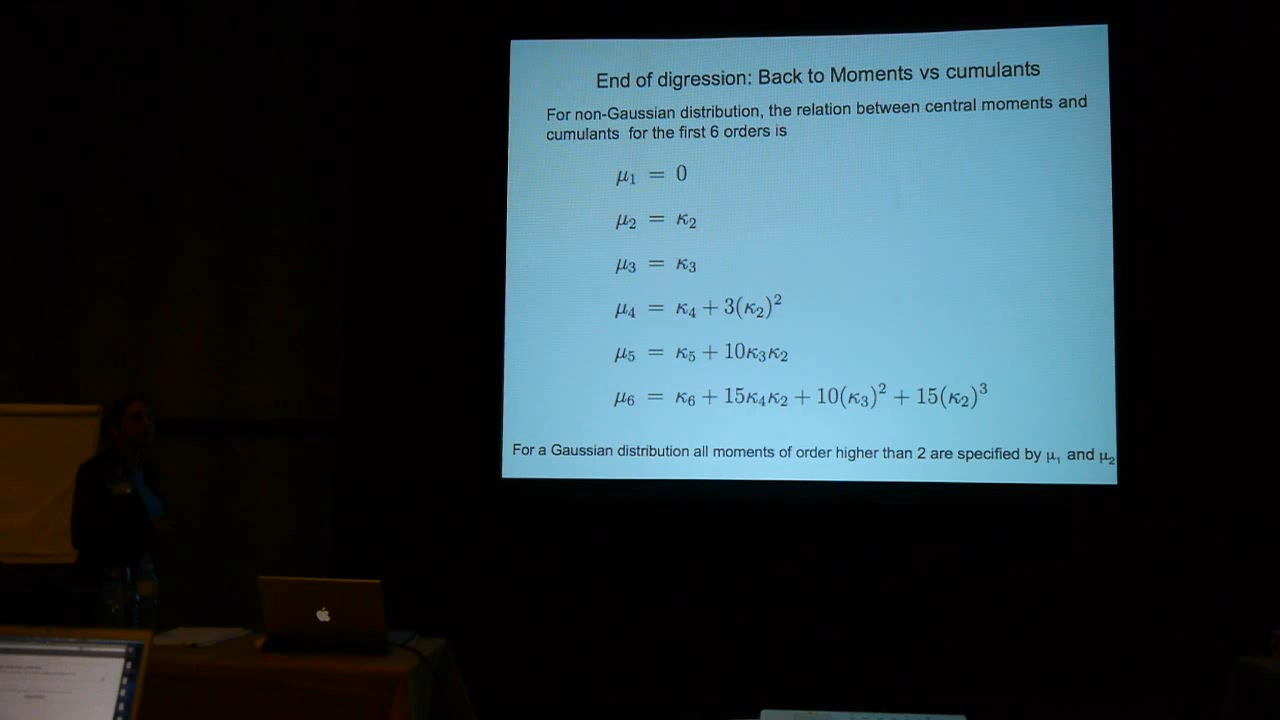 End of digression: Back to Moments vs cumulants
For non-Gaussian distribution, the relation between central moments and
cumulants for the first 6 orders is
μ₁ = 0
μ₂ = κ₂
μ₃ = κ₃
μ₄ = κ₄ + 3(κ₂)²
μ₅ = κ₅ + 10κ₃κ₂
μ₆ = κ₆ + 15κ₄κ₂ + 10(κ₃)² + 15(κ₂)³
For a Gaussian distribution all moments of order higher than 2 are specified by μ₁ and μ₂